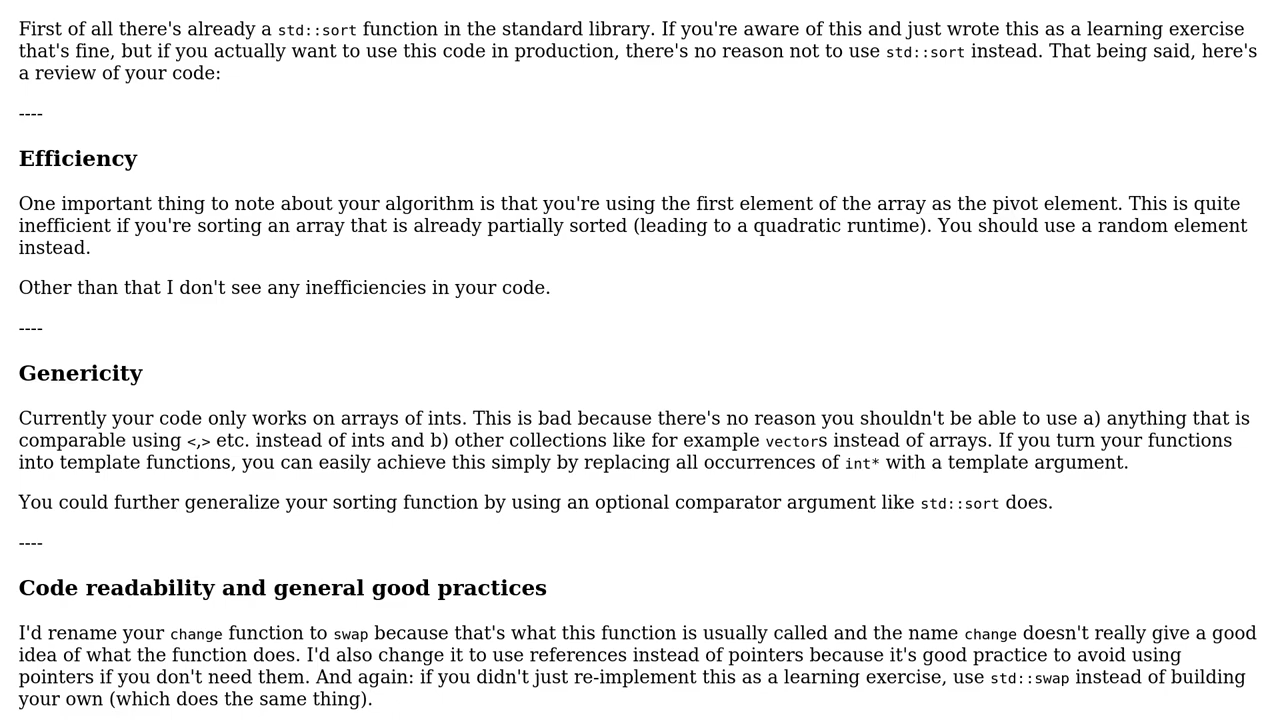 First of all there's already a std::sort function in the standard library. If you're aware of this and just wrote this as a learning exercise
that's fine, but if you actually want to use this code in production, there's no reason not to use std::sort instead. That being said, here's
a review of your code:
----
Efficiency
One important thing to note about your algorithm is that you're using the first element of the array as the pivot element. This is quite
inefficient if you're sorting an array that is already partially sorted (leading to a quadratic runtime). You should use a random element
instead.
Other than that I don't see any inefficiencies in your code.
----
Genericity
Currently your code only works on arrays of ints. This is bad because there's no reason you shouldn't be able to use a) anything that is
comparable using <,> etc. instead of ints and b) other collections like for example vectors instead of arrays. If you turn your functions
into template functions, you can easily achieve this simply by replacing all occurrences of int* with a template argument.
You could further generalize your sorting function by using an optional comparator argument like std::sort does.
----
Code readability and general good practices
I'd rename your change function to swap because that's what this function is usually called and the name change doesn't really give a good
idea of what the function does. I'd also change it to use references instead of pointers because it's good practice to avoid using
pointers if you don't need them. And again: if you didn't just re-implement this as a learning exercise, use std::swap instead of building
your own (which does the same thing).